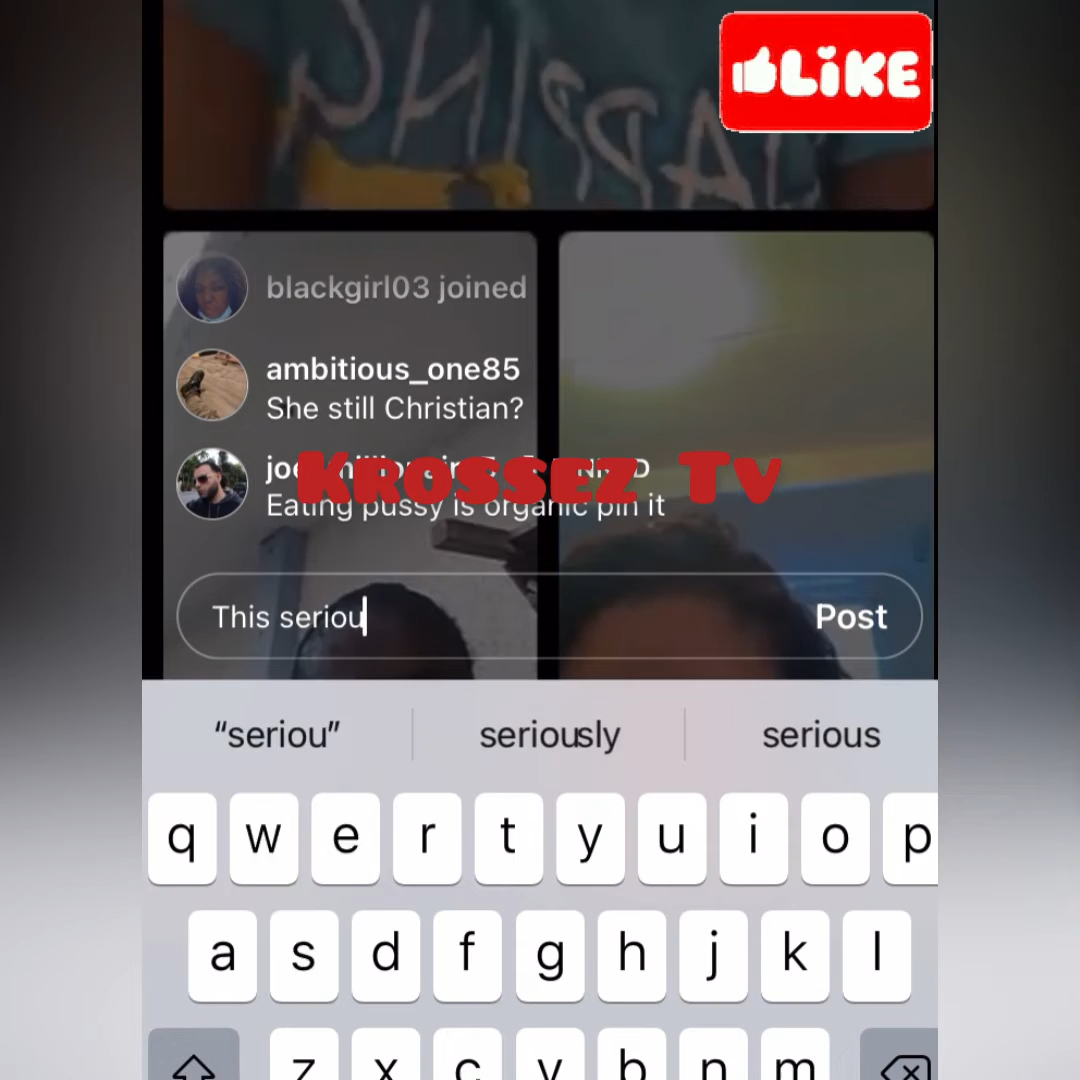 LiKE
blackgirl03 joined
ambitious_one85
She still Christian?
Krossez Tv
Eating pussy is organic pin it
This seriou
Post
“seriou”
seriously
serious
q w e r t y u i o p
a s d f g h j k l
z x c v b n m